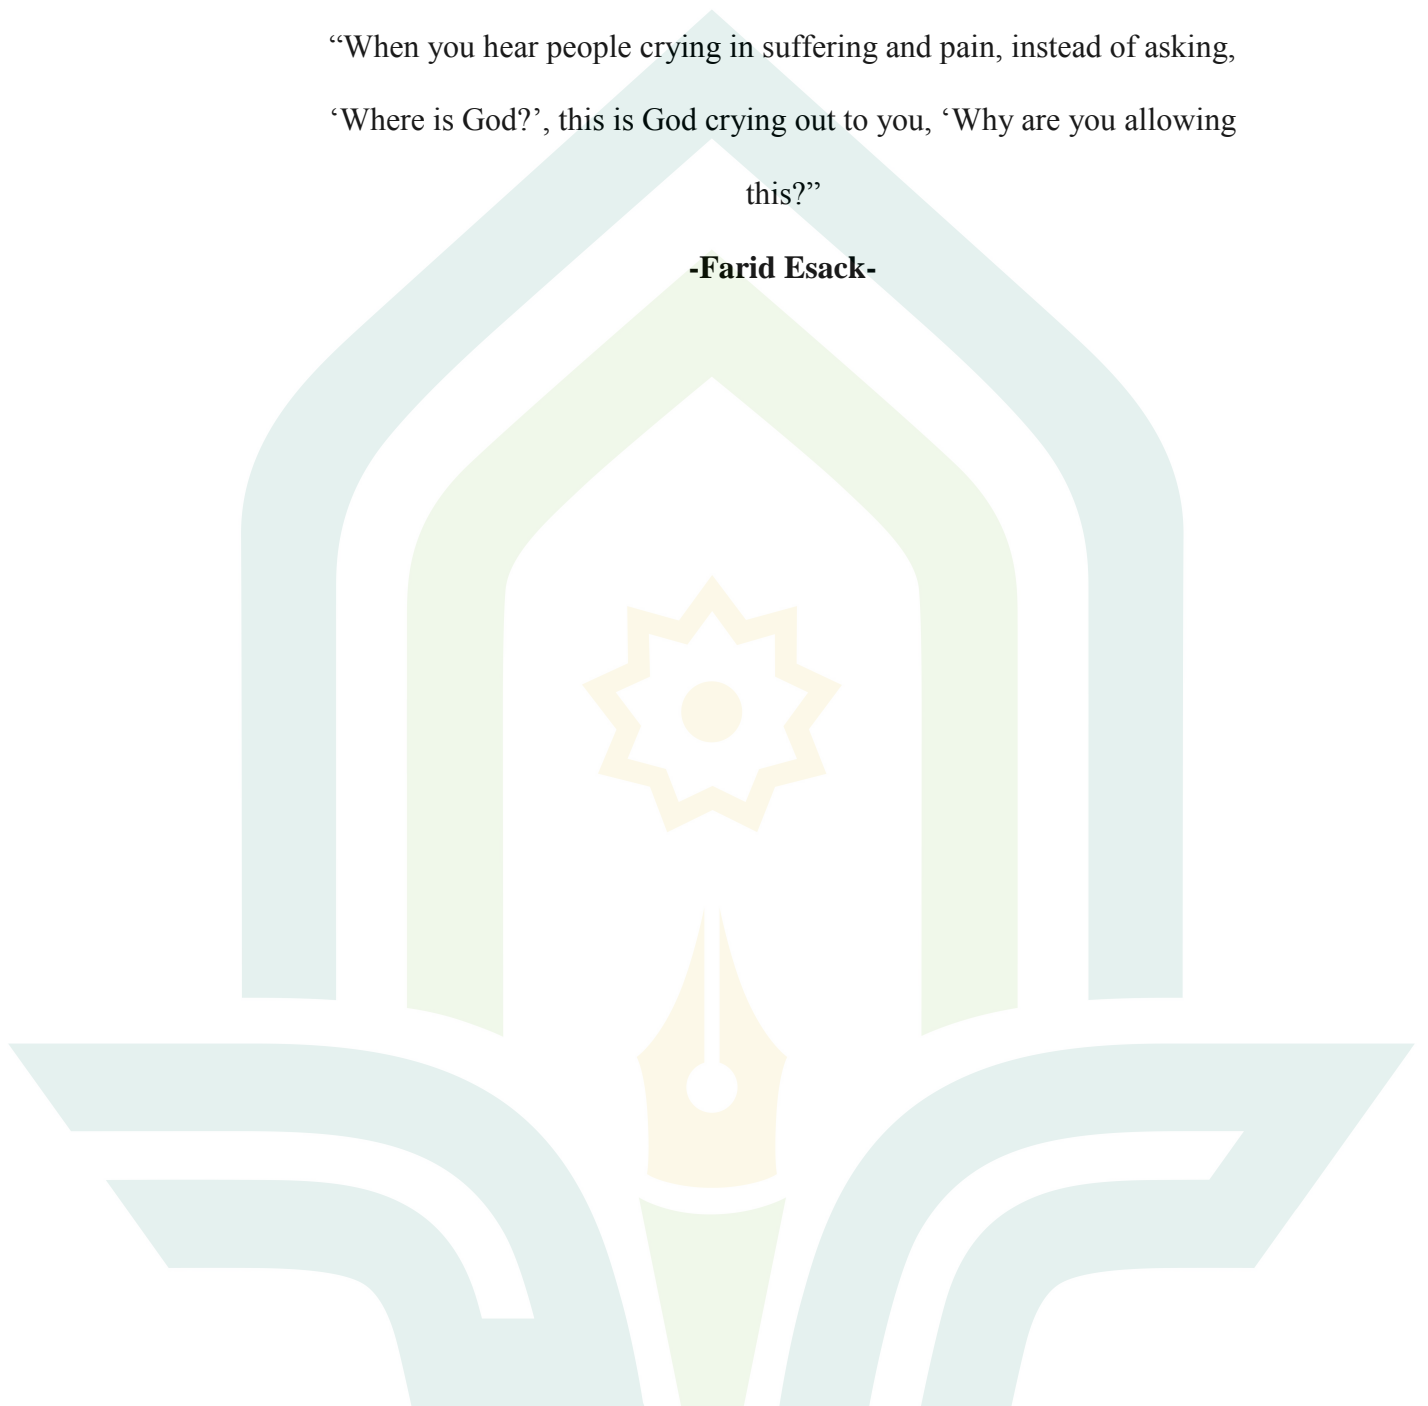 “When you hear people crying in suffering and pain, instead of asking,
‘Where is God?’, this is God crying out to you, ‘Why are you allowing
this?”
-Farid Esack-